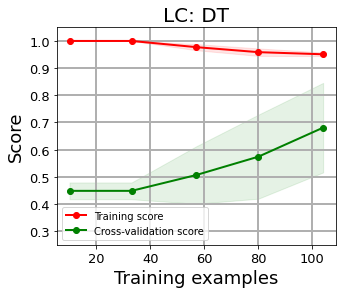 LC: DT
1.0
0.9
0.8
0.7
0.6
0.5
0.4
0.3
Score
Training score
Cross-validation score
20 40 60 80 100
Training examples